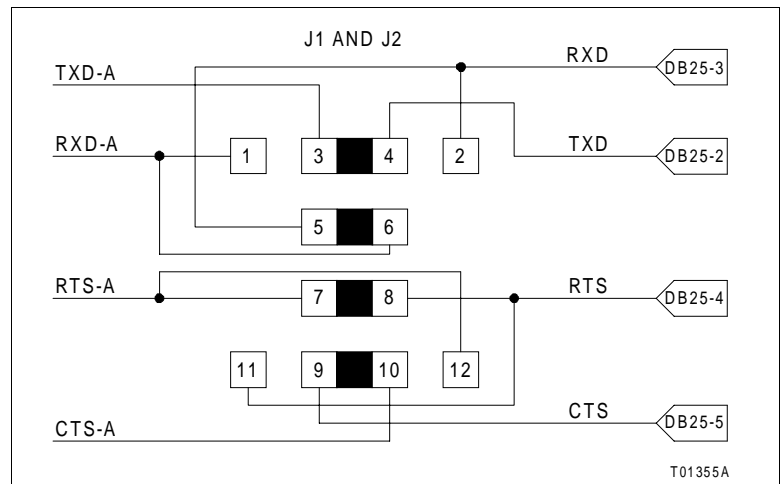 J1 AND J2
RXD
DB25-3
TXD-A
RXD-A
1
3
4
2
TXD
DB25-2
5
6
RTS-A
7
8
RTS
DB25-4
11
9
10
12
CTS
DB25-5
CTS-A
T01355A